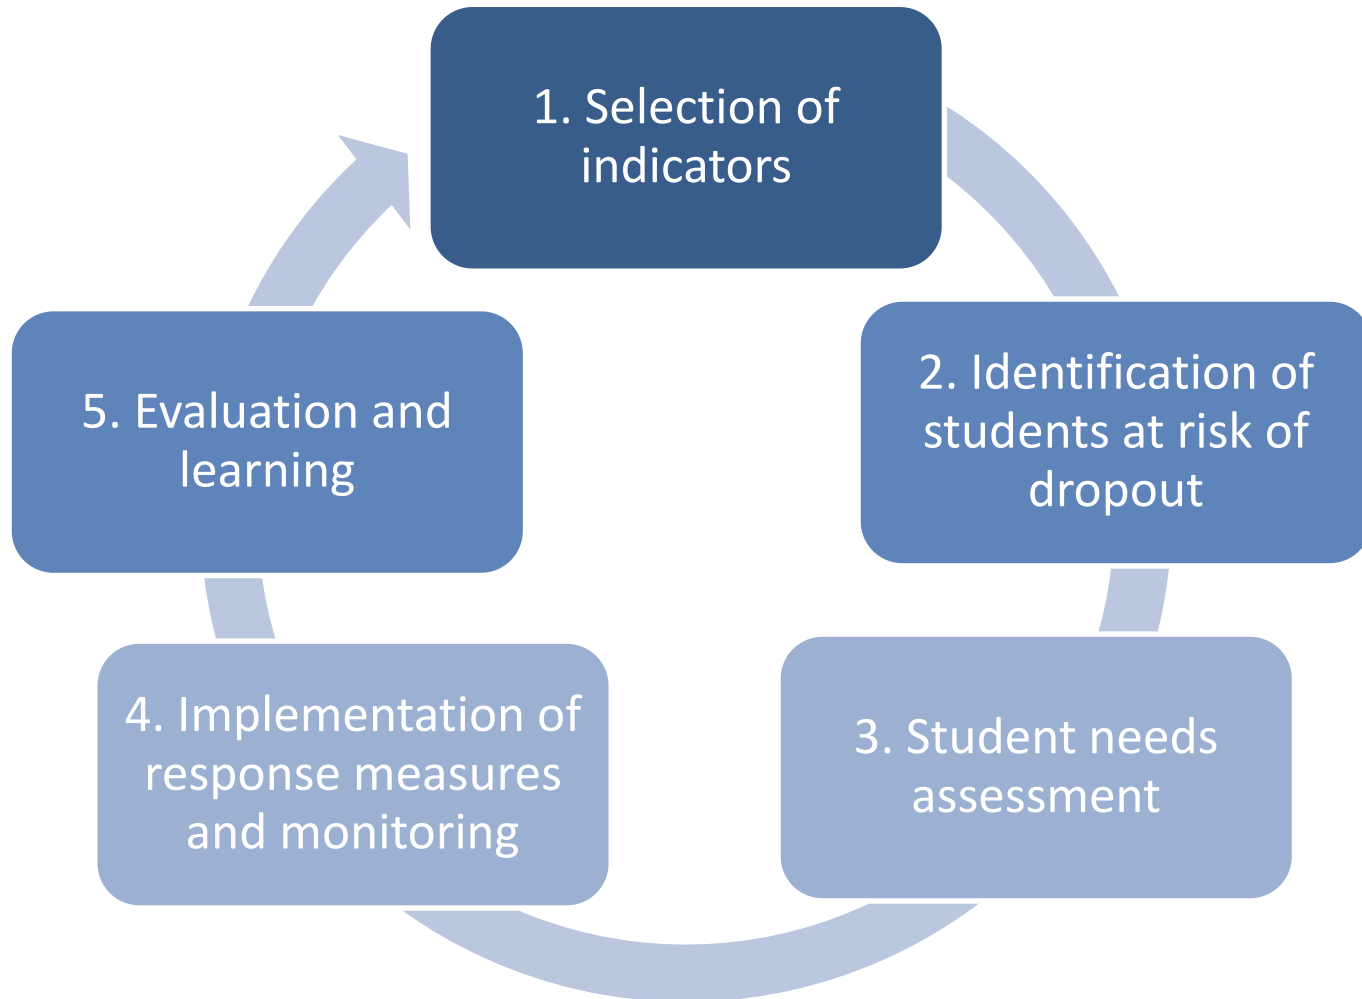 1. Selection of
indicators
2. Identification of
students at risk of
dropout
3. Student needs
assessment
4. Implementation of
response measures
and monitoring
5. Evaluation and
learning